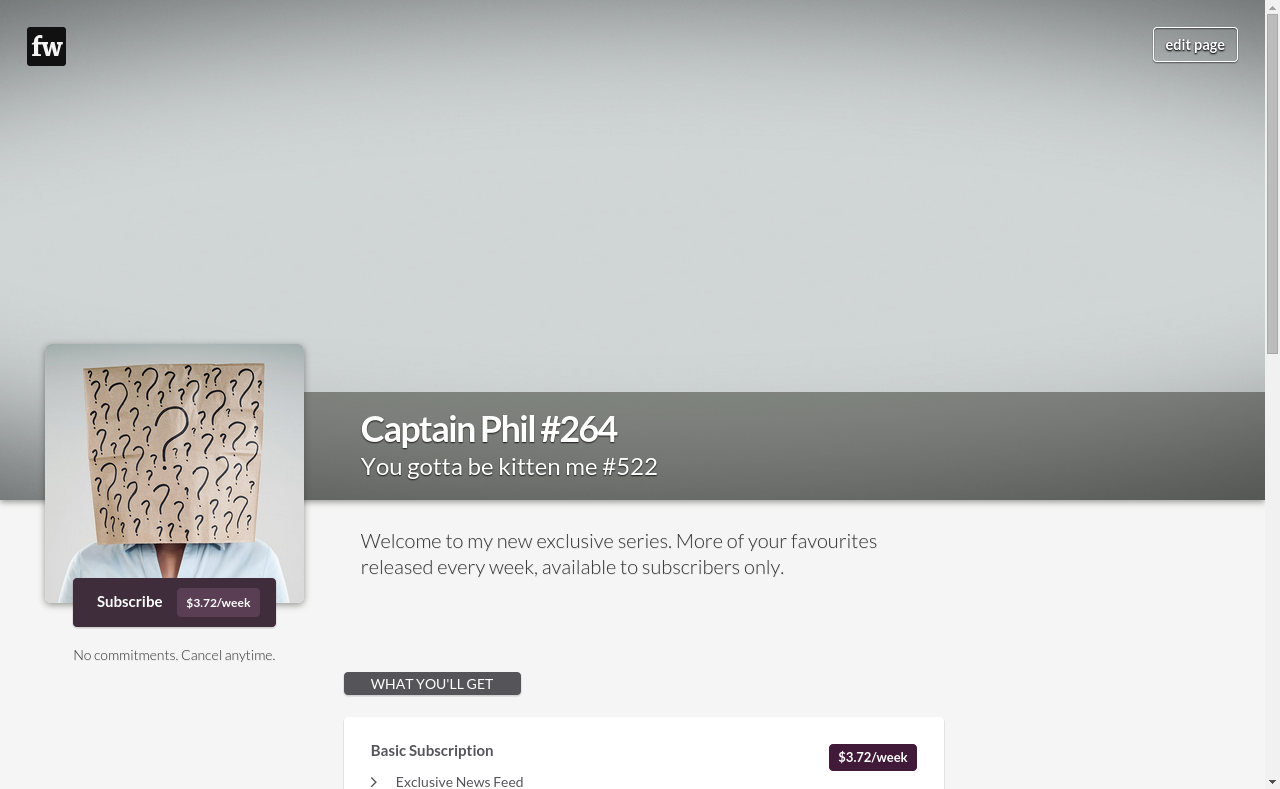 fw
edit page
Captain Phil #264
You gotta be kitten me #522
Welcome to my new exclusive series. More of your favourites
released every week, available to subscribers only.
Subscribe $3.72/week
No commitments. Cancel anytime.
WHAT YOU'LL GET
Basic Subscription
$3.72/week
Exclusive News Feed